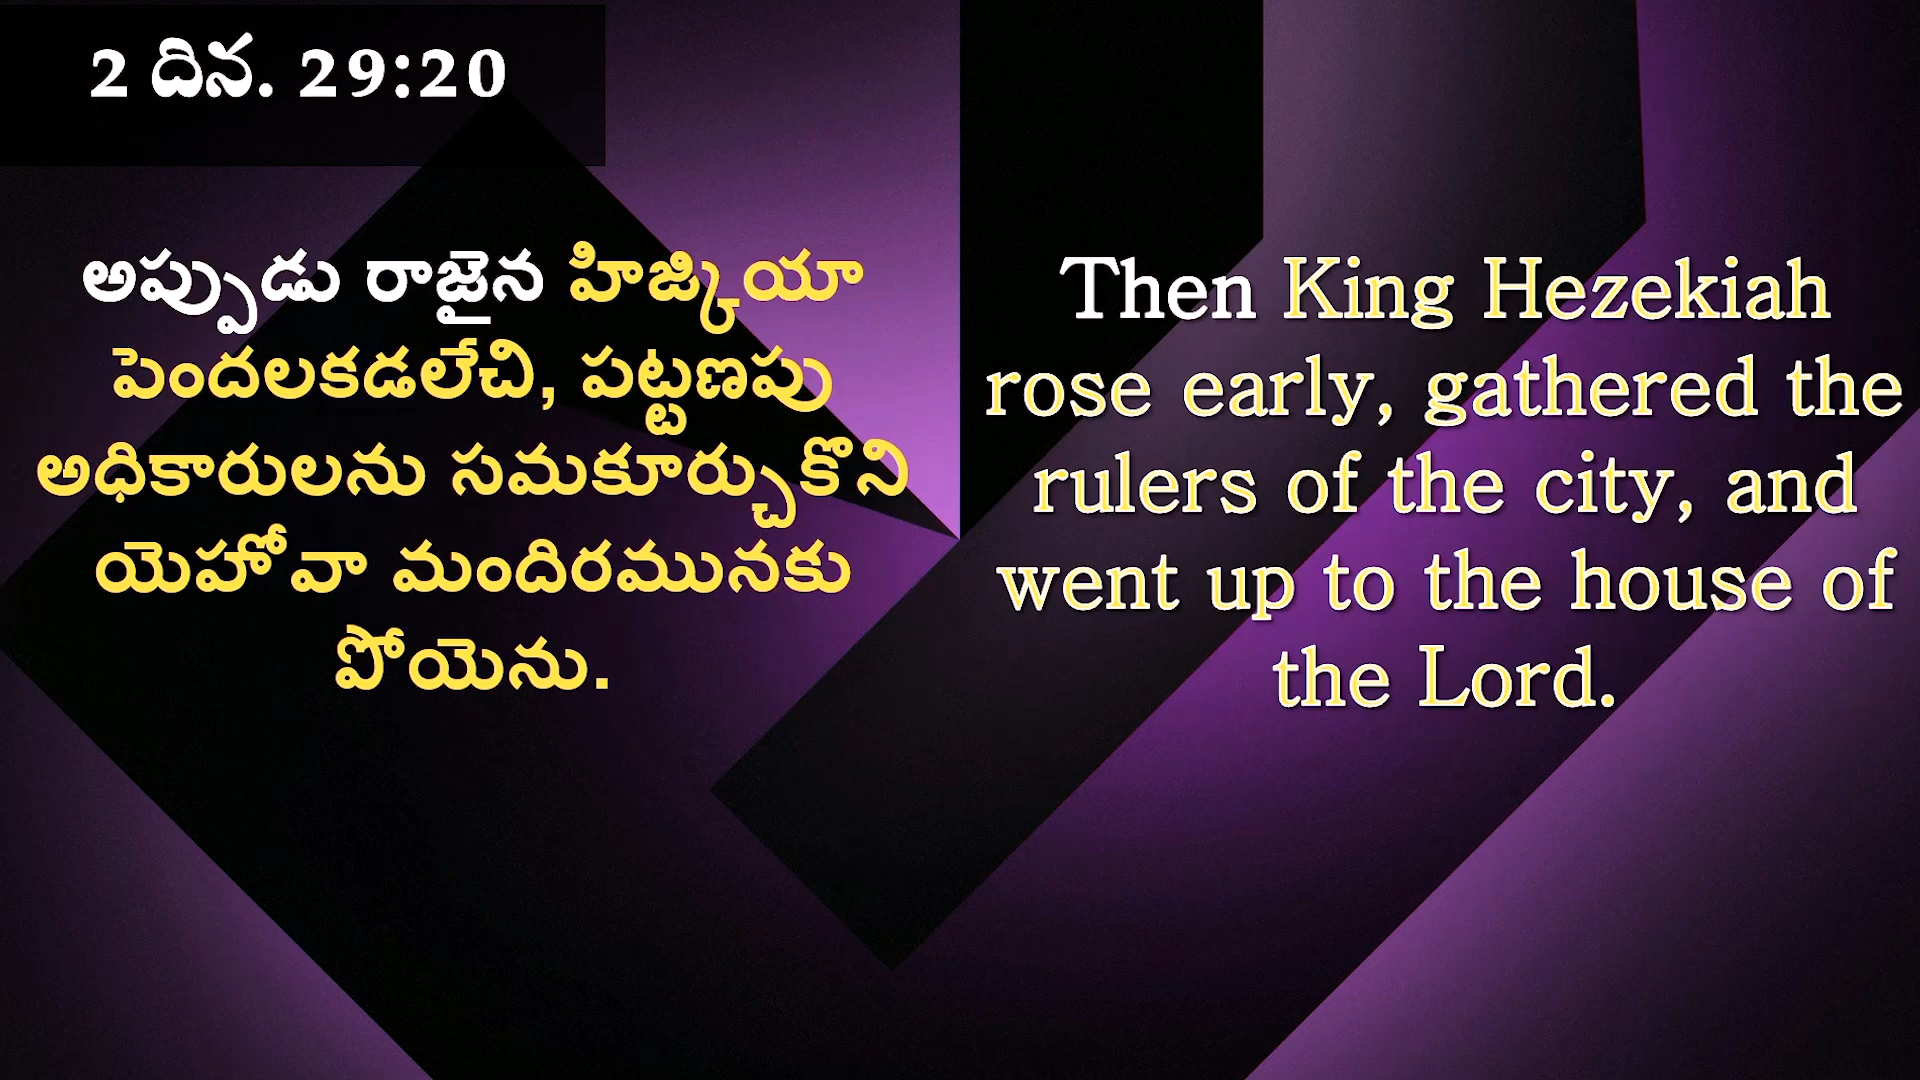 2 దిన. 29:20
అప్పుడు రాజైన హిజ్కియా
పెందలకడలేచి, పట్టణపు
అధికారులను సమకూర్చుకొని
యెహోవా మందిరమునకు
పోయెను.
Then King Hezekiah
rose early, gathered the
rulers of the city, and
went up to the house of
the Lord.